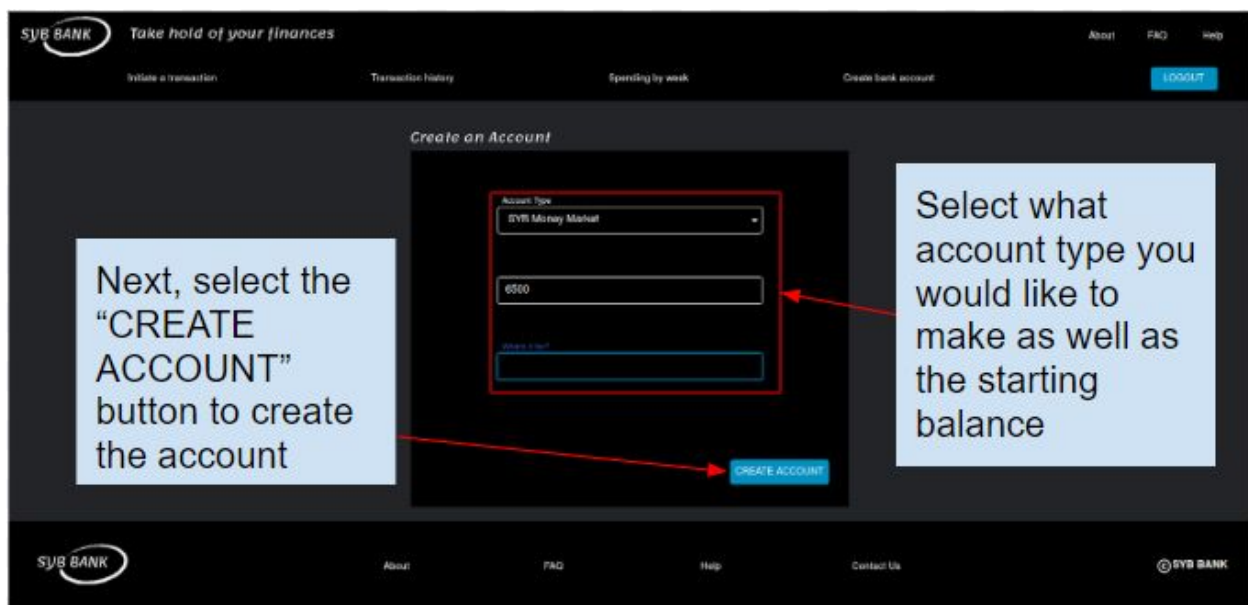 SYB BANK
Take hold of your finances
About
FAQ
Help
Initiate a transaction
Transaction history
Spending by week
Create bank account
LOGOUT
Create an Account
Account Type
SYB Money Market
6500
What's it for?
CREATE ACCOUNT
Next, select the
“CREATE
ACCOUNT”
button to create
the account
Select what
account type you
would like to
make as well as
the starting
balance
SYB BANK
About
FAQ
Help
Contact Us
©SYB BANK